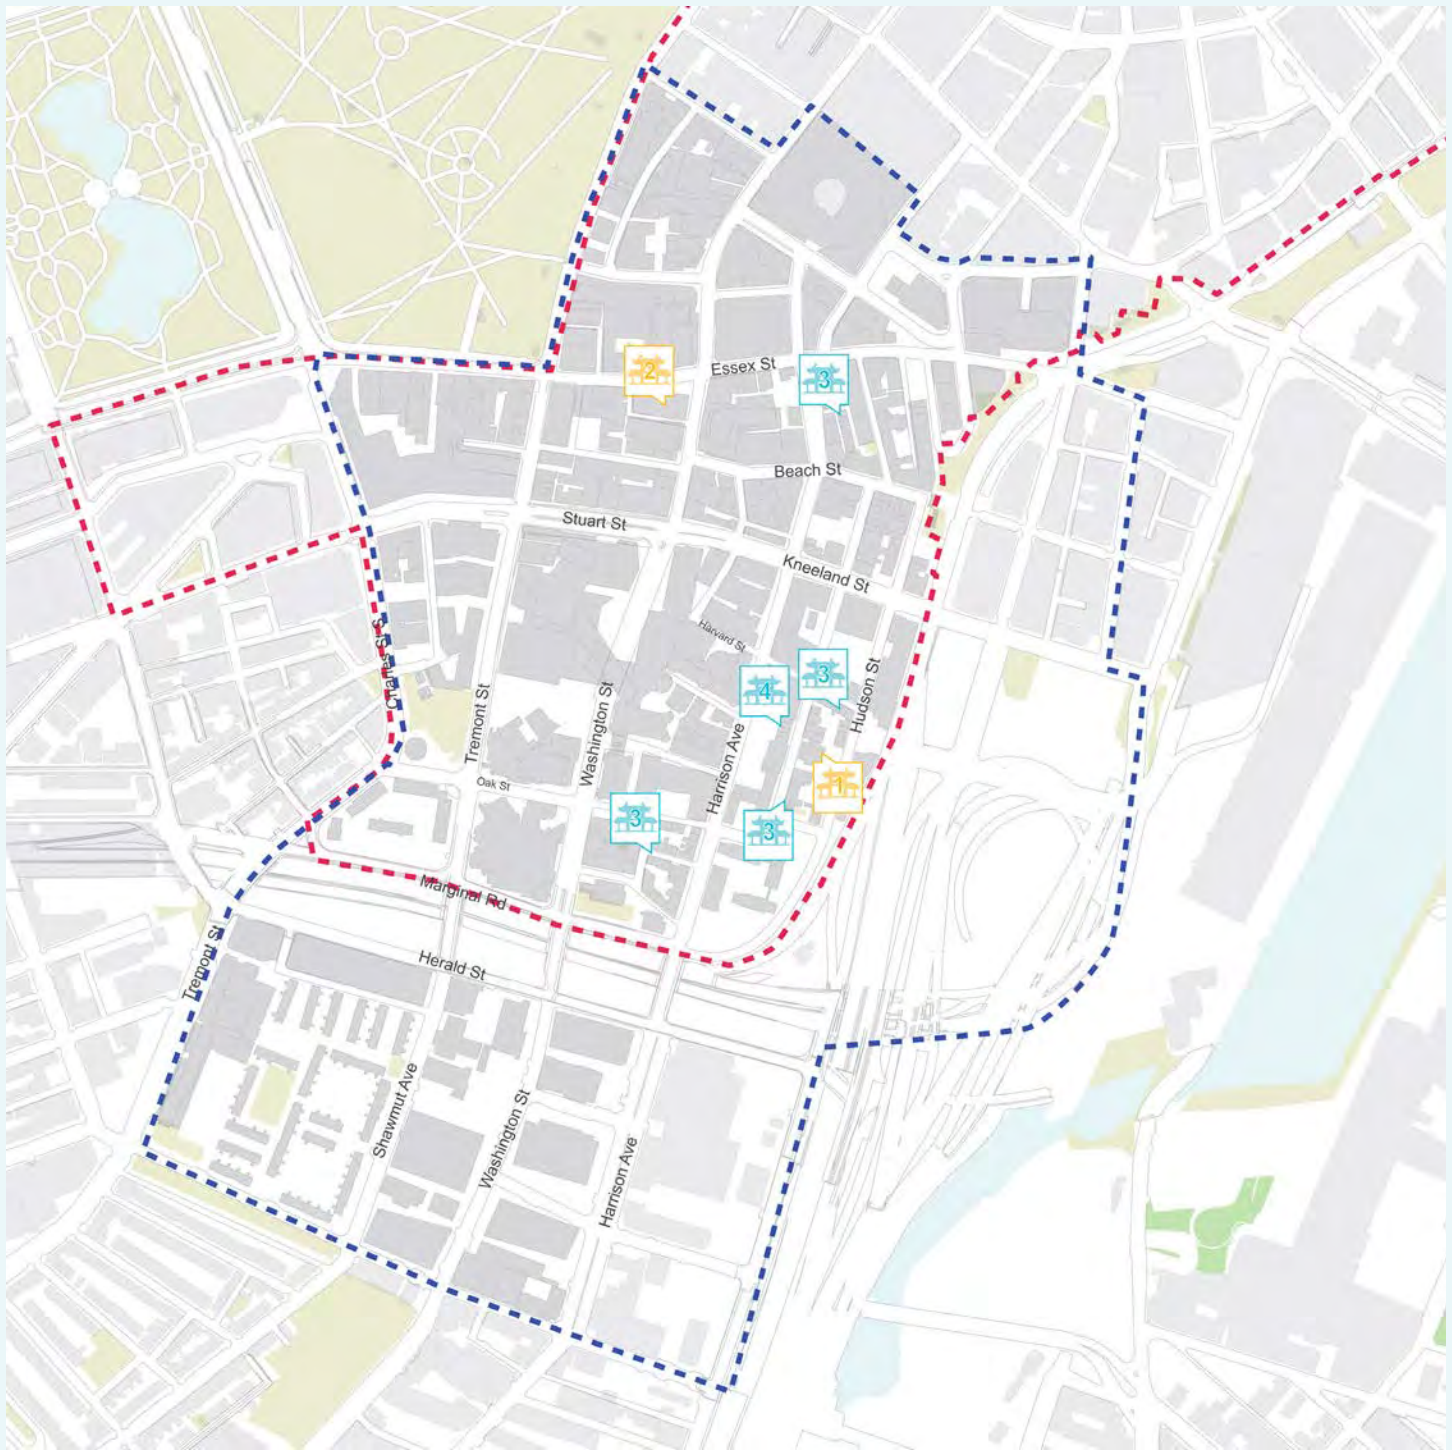 2
Essex St
3
Beach St
Stuart St
Kneeland St
Harvard St
Charles St S
4
3
Hudson St
Tremont St
Washington St
Harrison Ave
Oak St
1
3
3
Marginal Rd
Tremont St
Herald St
Shawmut Ave
Washington St
Harrison Ave